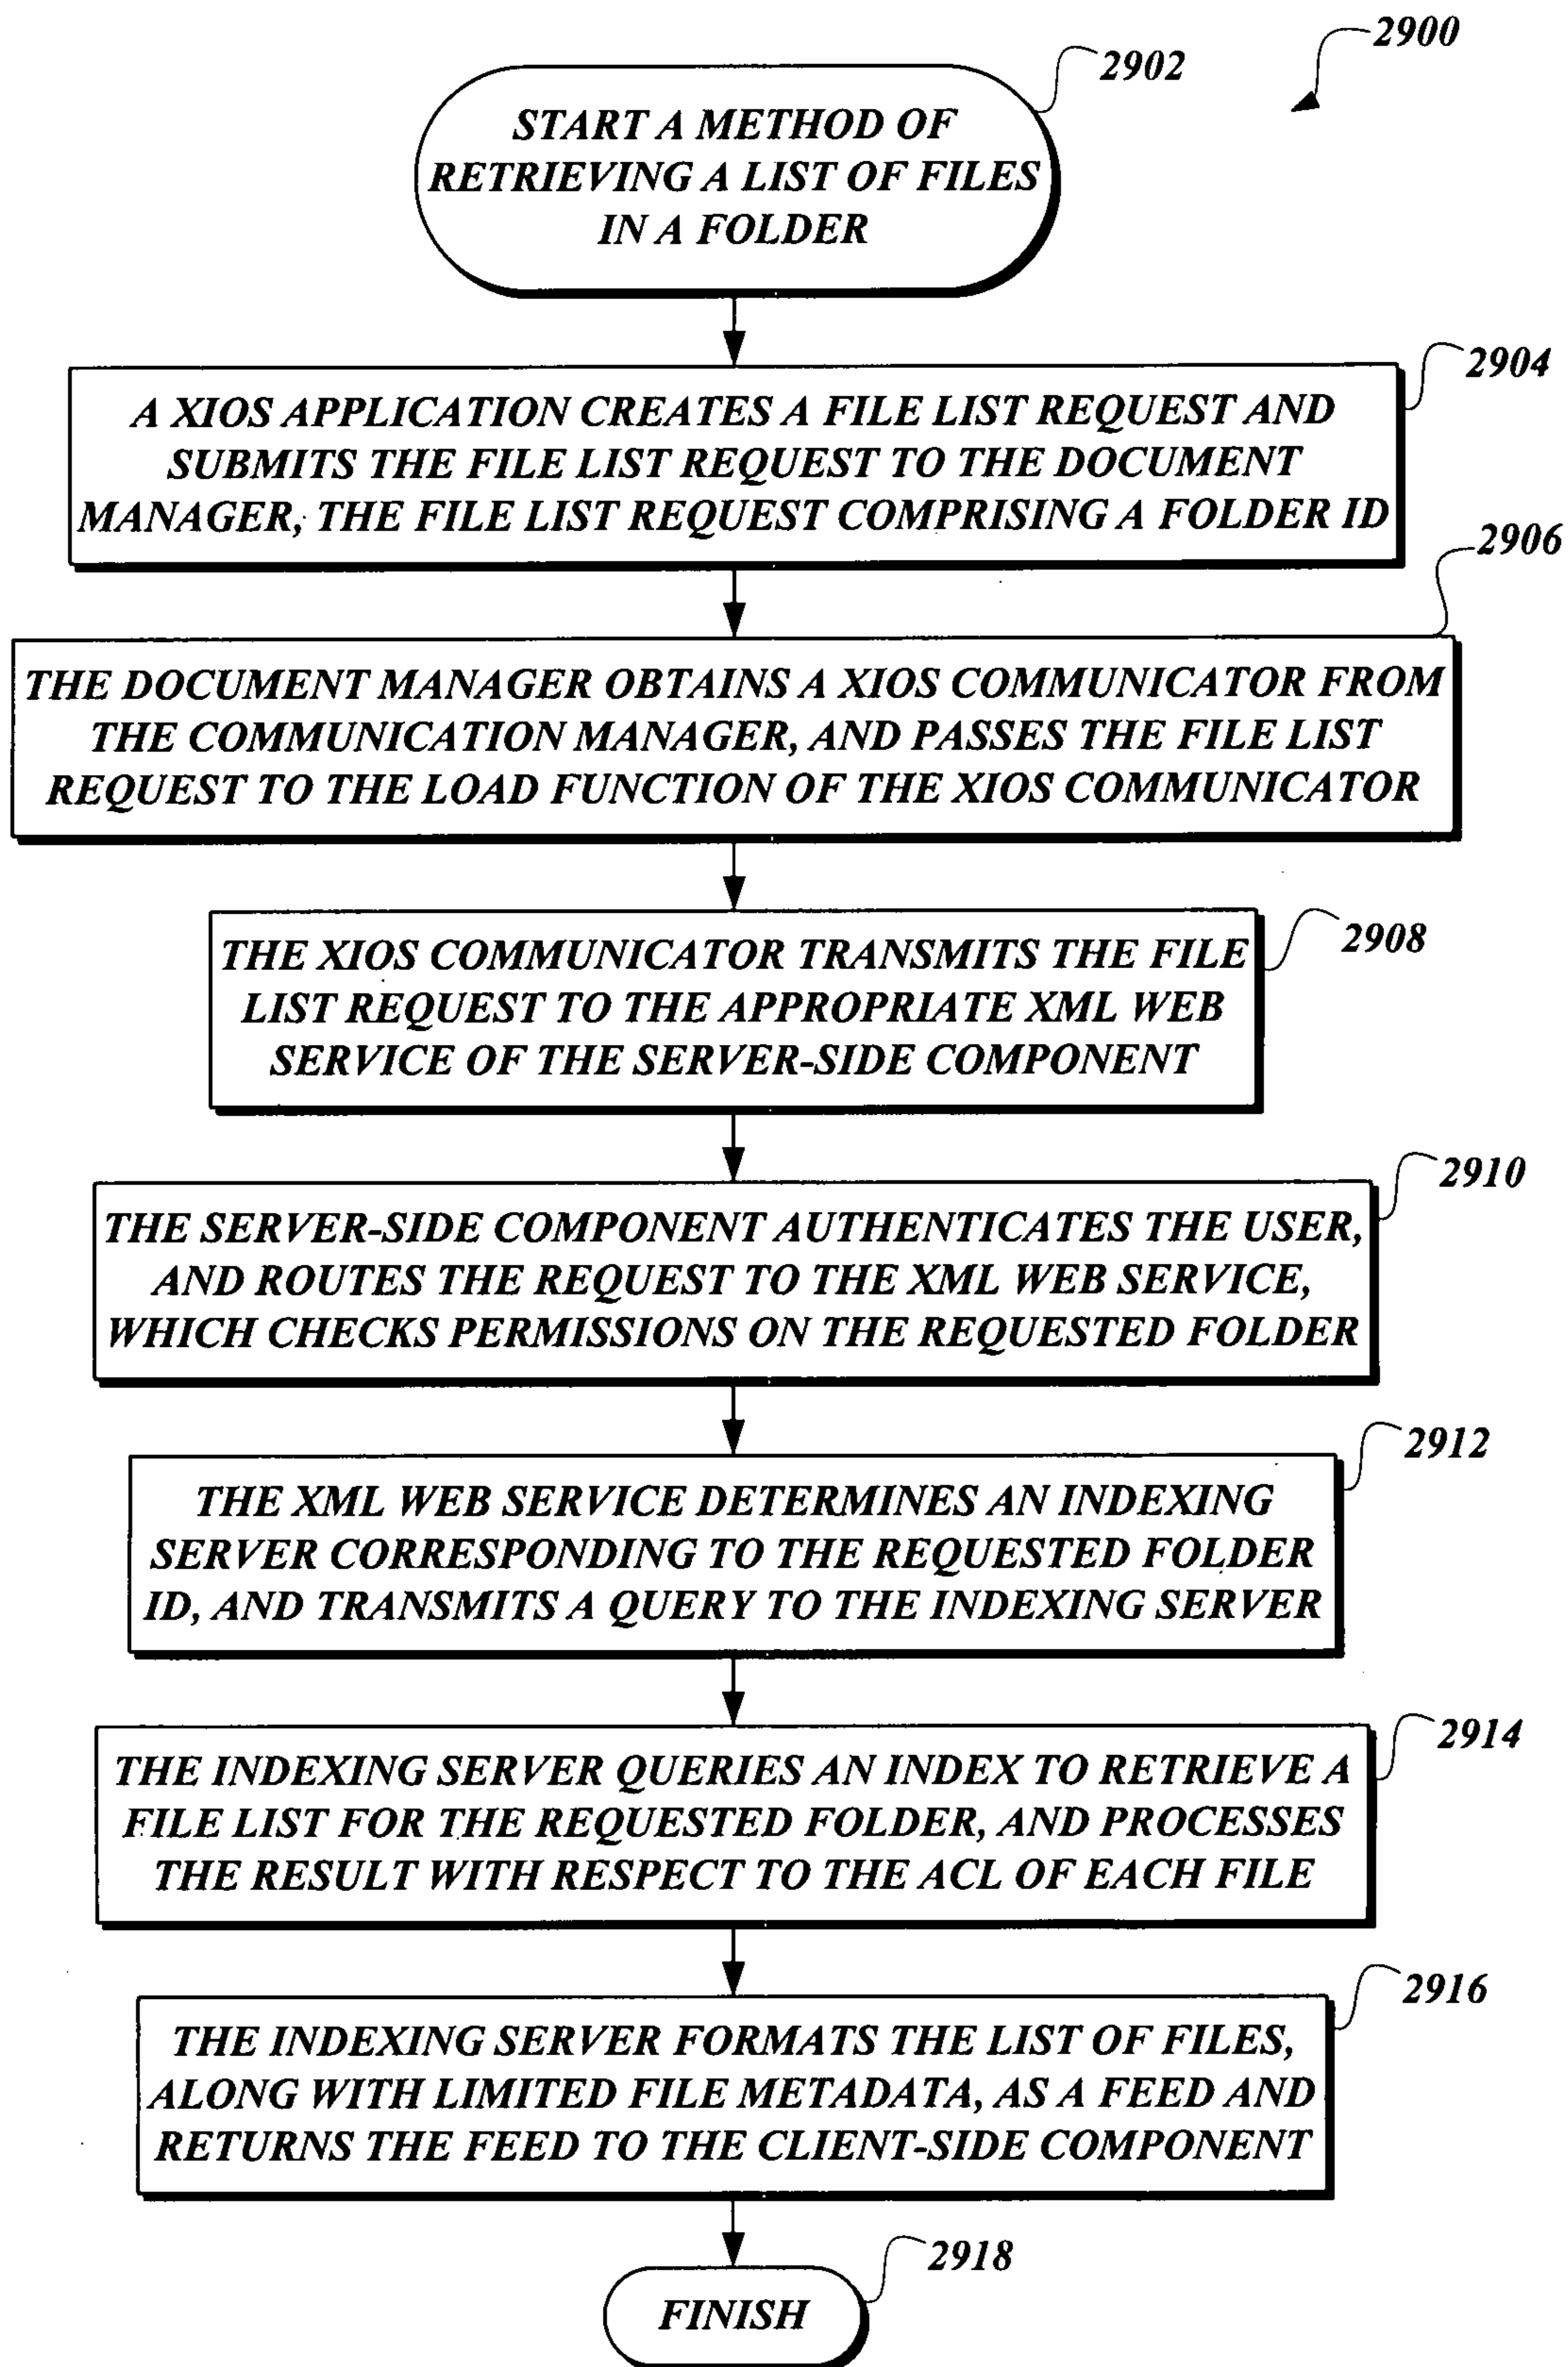 2900
2902
START A METHOD OF
RETRIEVING A LIST OF FILES
IN A FOLDER
2904
A XIOS APPLICATION CREATES A FILE LIST REQUEST AND
SUBMITS THE FILE LIST REQUEST TO THE DOCUMENT
MANAGER, THE FILE LIST REQUEST COMPRISING A FOLDER ID
2906
THE DOCUMENT MANAGER OBTAINS A XIOS COMMUNICATOR FROM
THE COMMUNICATION MANAGER, AND PASSES THE FILE LIST
REQUEST TO THE LOAD FUNCTION OF THE XIOS COMMUNICATOR
2908
THE XIOS COMMUNICATOR TRANSMITS THE FILE
LIST REQUEST TO THE APPROPRIATE XML WEB
SERVICE OF THE SERVER-SIDE COMPONENT
2910
THE SERVER-SIDE COMPONENT AUTHENTICATES THE USER,
AND ROUTES THE REQUEST TO THE XML WEB SERVICE,
WHICH CHECKS PERMISSIONS ON THE REQUESTED FOLDER
2912
THE XML WEB SERVICE DETERMINES AN INDEXING
SERVER CORRESPONDING TO THE REQUESTED FOLDER
ID, AND TRANSMITS A QUERY TO THE INDEXING SERVER
2914
THE INDEXING SERVER QUERIES AN INDEX TO RETRIEVE A
FILE LIST FOR THE REQUESTED FOLDER, AND PROCESSES
THE RESULT WITH RESPECT TO THE ACL OF EACH FILE
2916
THE INDEXING SERVER FORMATS THE LIST OF FILES,
ALONG WITH LIMITED FILE METADATA, AS A FEED AND
RETURNS THE FEED TO THE CLIENT-SIDE COMPONENT
2918
FINISH